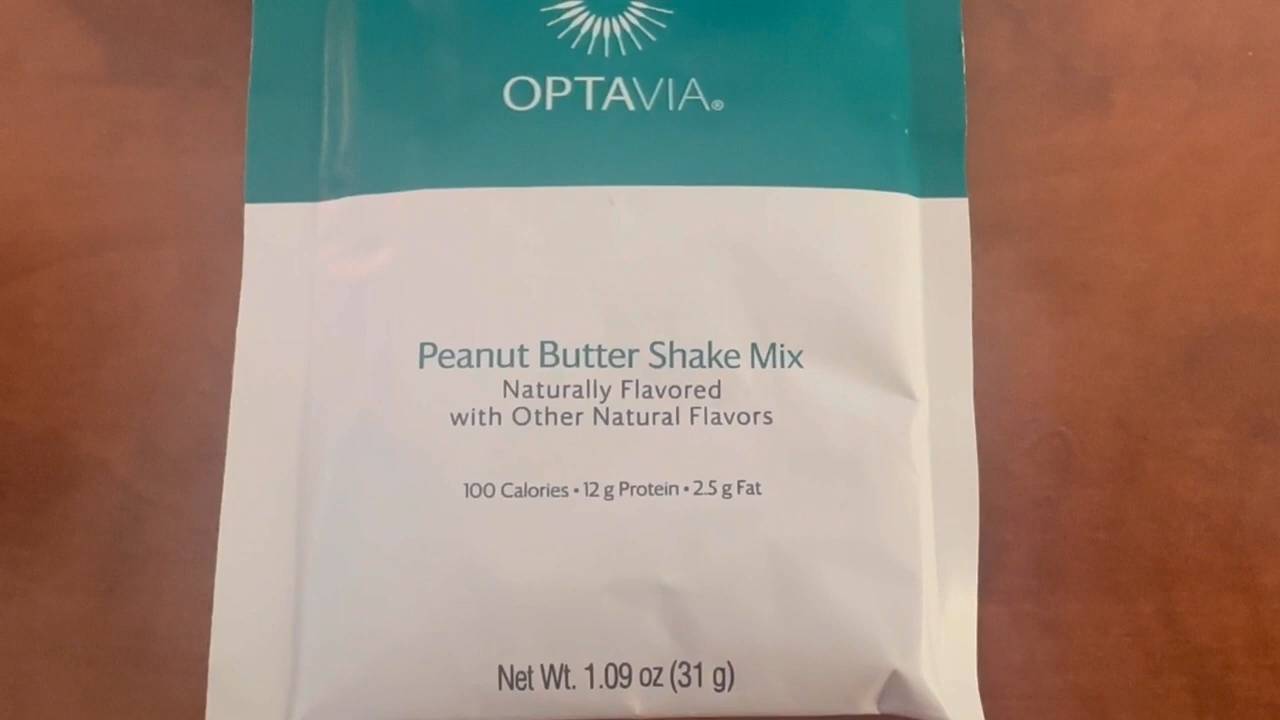 OPTAVIA®
Peanut Butter Shake Mix
Naturally Flavored
with Other Natural Flavors
100 Calories • 12 g Protein • 2.5 g Fat
Net Wt. 1.09 oz (31 g)